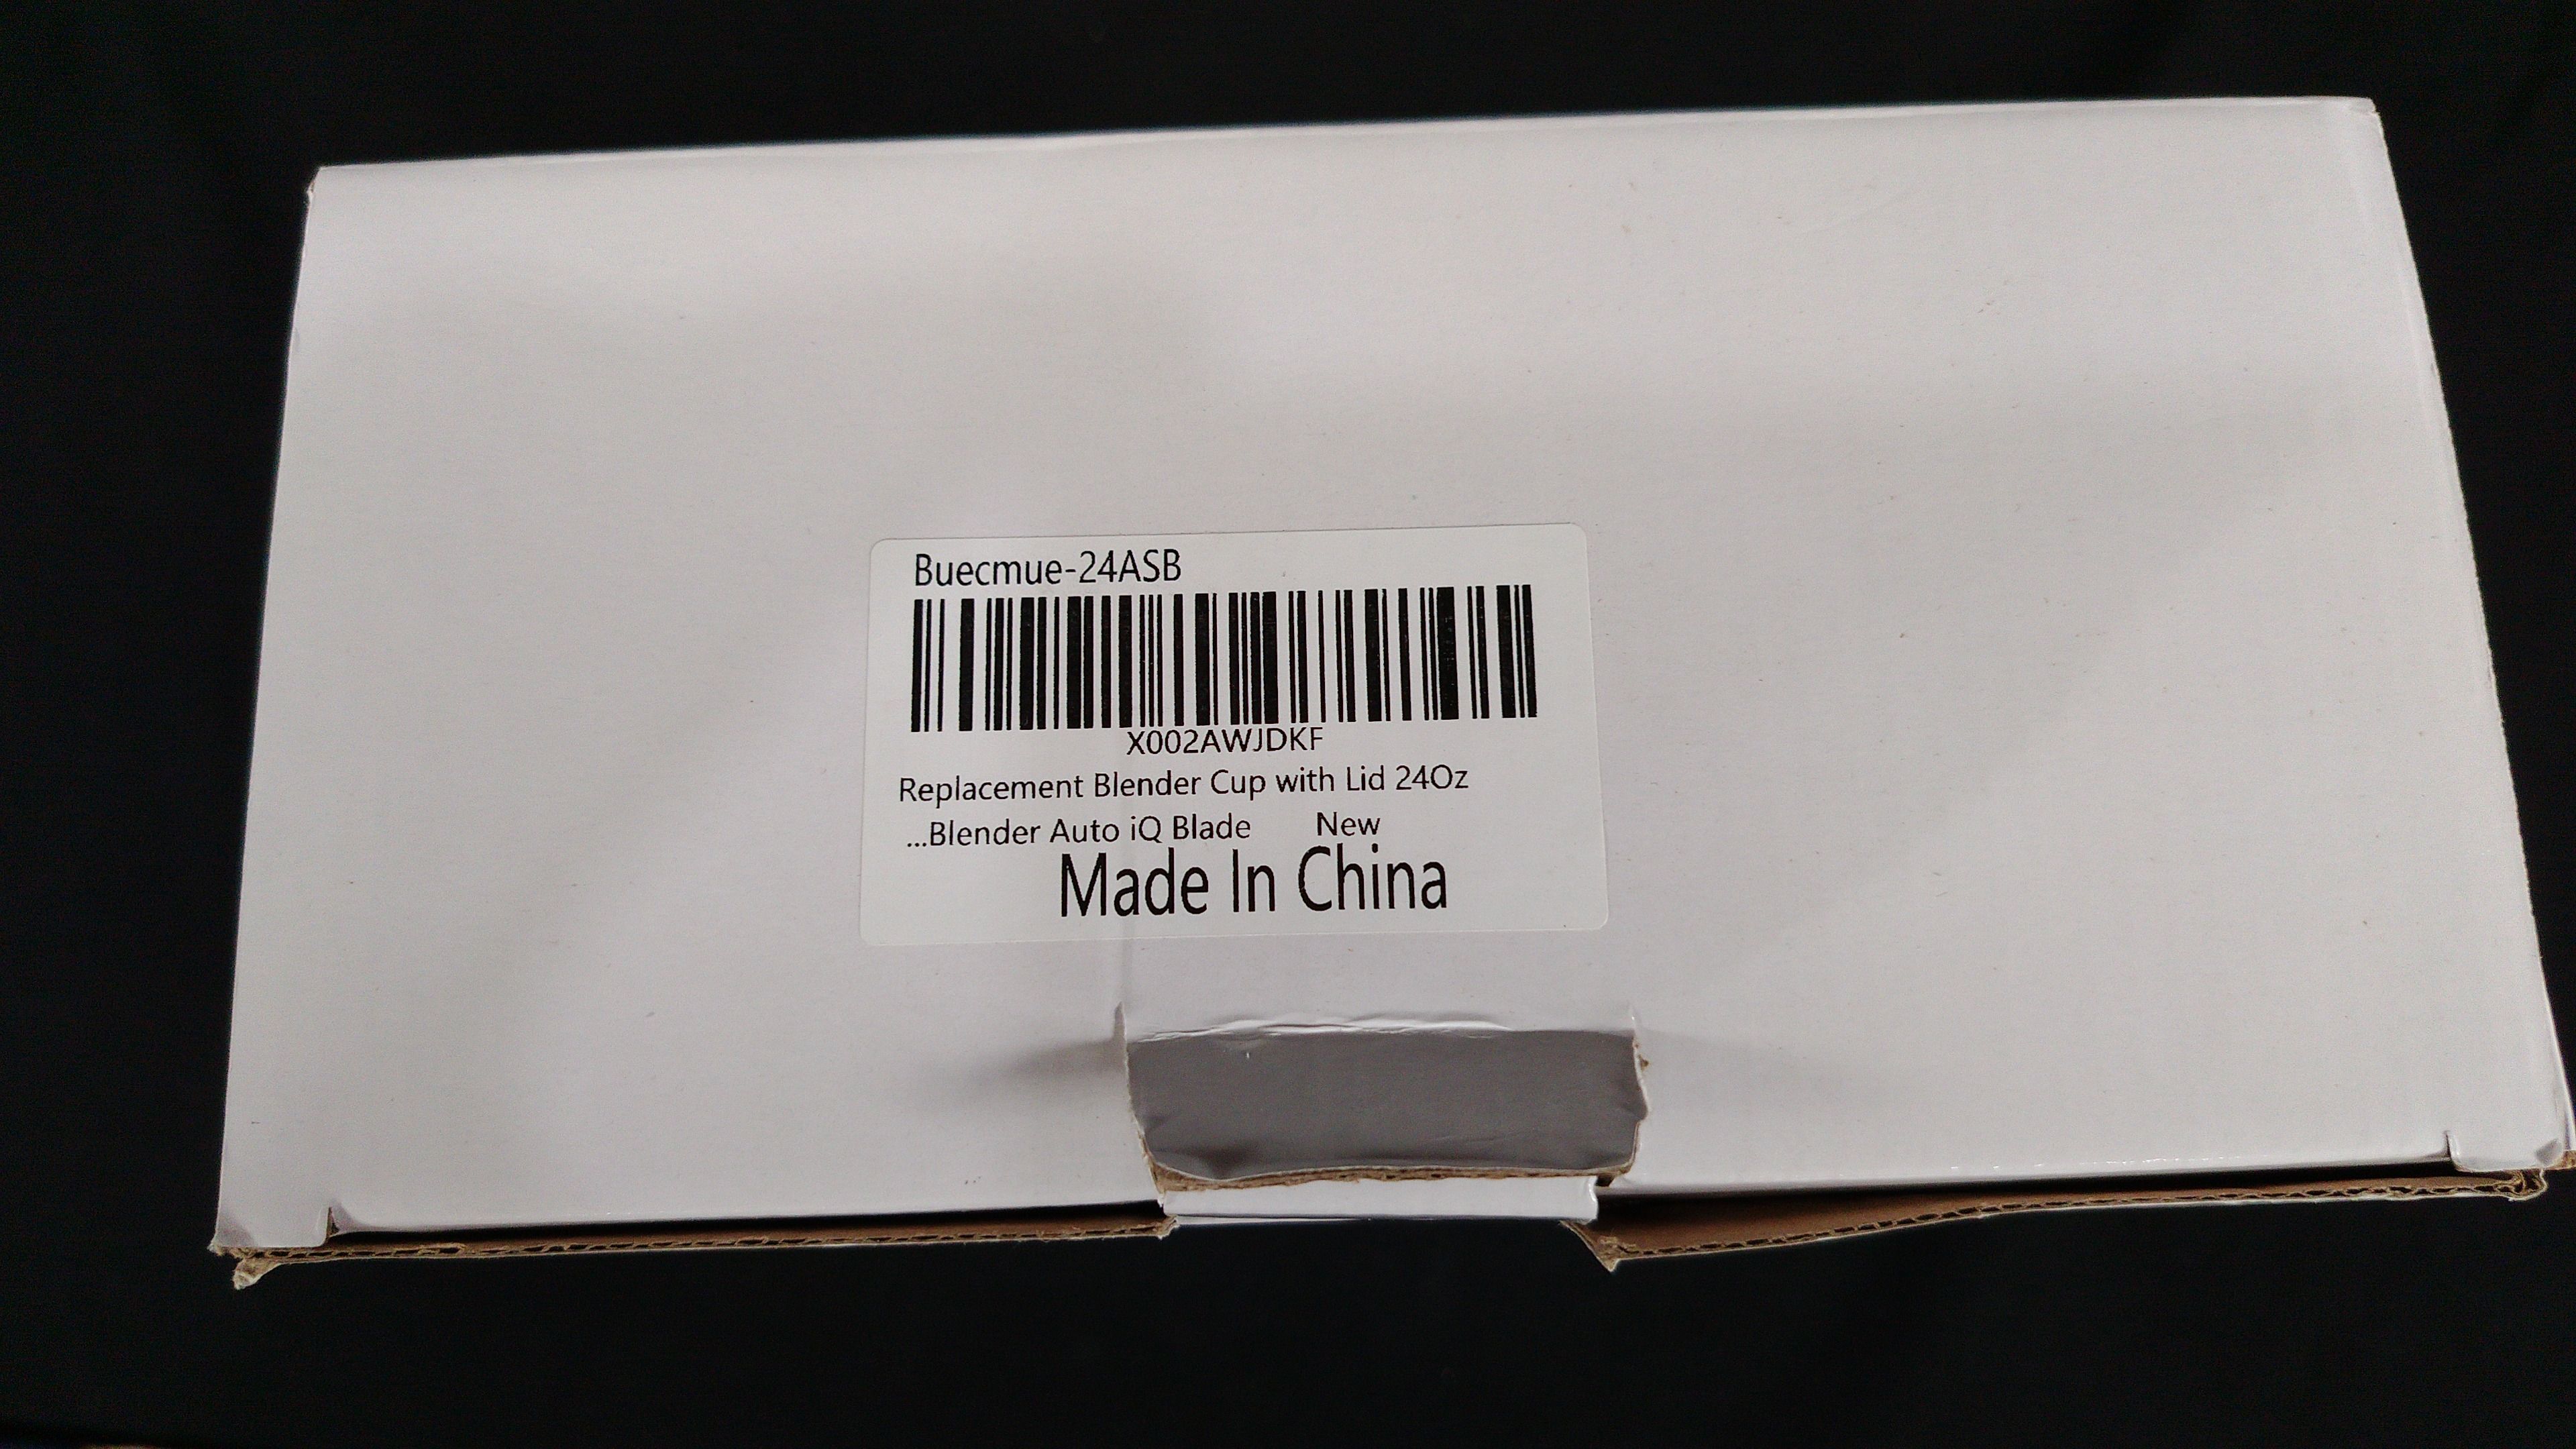 Buecmue-24ASB
X002AWJDKF
Replacement Blender Cup with Lid 24Oz
...Blender Auto iQ Blade New
Made In China